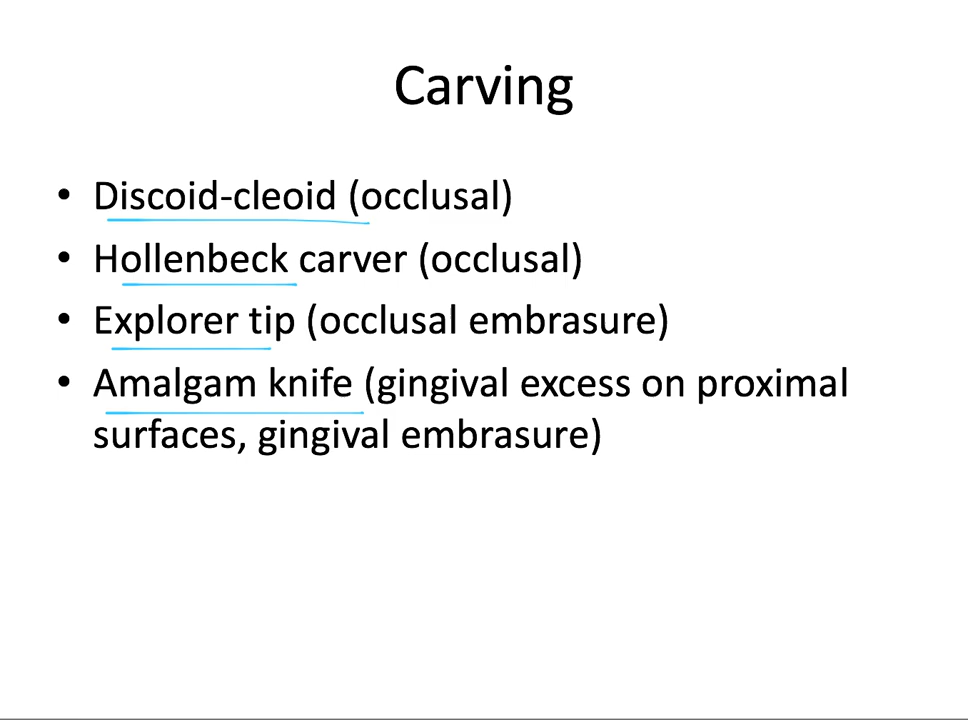 Carving
• Discoid-cleoid (occlusal)
• Hollenbeck carver (occlusal)
• Explorer tip (occlusal embrasure)
• Amalgam knife (gingival excess on proximal
surfaces, gingival embrasure)